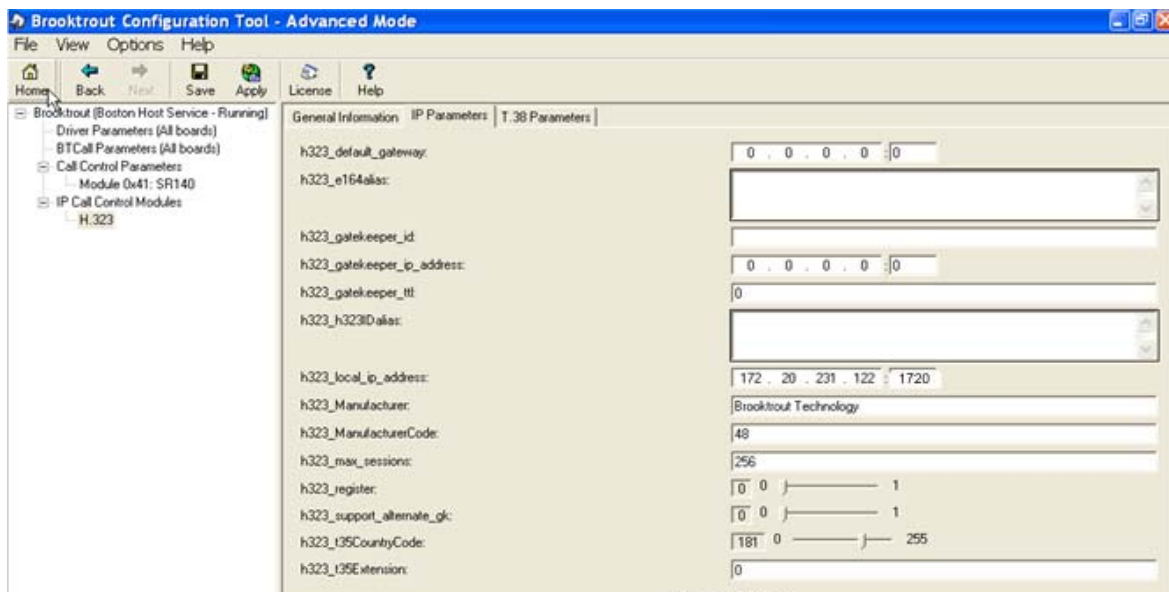 Brooktrout Configuration Tool - Advanced Mode
File View Options Help
Home Back Next Save Apply License Help
Brooktrout (Boston Host Service - Running)
Driver Parameters (All boards)
BTCall Parameters (All boards)
Call Control Parameters
Module 0x41: SR140
IP Call Control Modules
H.323
General Information IP Parameters T.38 Parameters
h323_default_gateway: 0 . 0 . 0 . 0 :0
h323_e164alias:
h323_gatekeeper_id:
h323_gatekeeper_ip_address: 0 . 0 . 0 . 0 :0
h323_gatekeeper_ttl: 0
h323_h323IDalias:
h323_local_ip_address: 172 . 20 . 231 . 122 : 1720
h323_Manufacturer: Brooktrout Technology
h323_ManufacturerCode: 48
h323_max_sessions: 256
h323_register: 0 0 1
h323_support_alternate_gk: 0 0 1
h323_t35CountryCode: 181 0 255
h323_t35Extension: 0